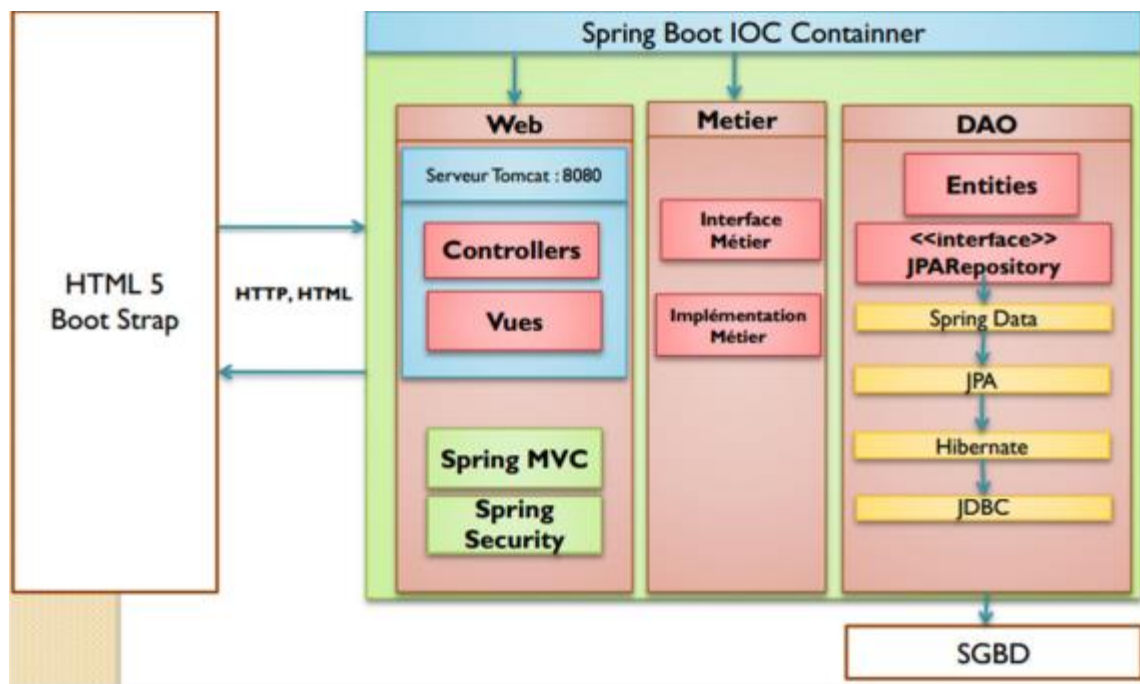 Spring Boot IOC Containner
HTML 5
Boot Strap
HTTP, HTML
Web
Serveur Tomcat : 8080
Controllers
Vues
Spring MVC
Spring
Security
Metier
Interface
Métier
Implémentation
Métier
DAO
Entities
<<interface>>
JPARepository
Spring Data
JPA
Hibernate
JDBC
SGBD